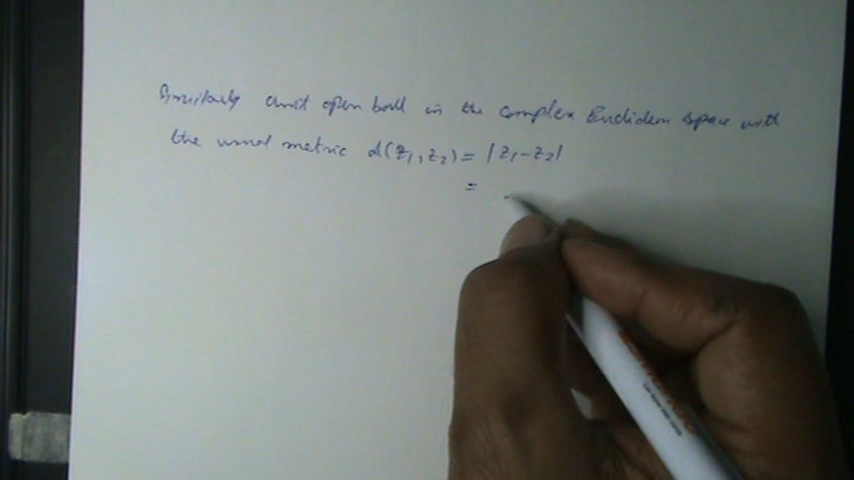 Similarly unit open ball in the complex Euclidean space with
the usual metric d(z₁, z₂) = |z₁-z₂|
=